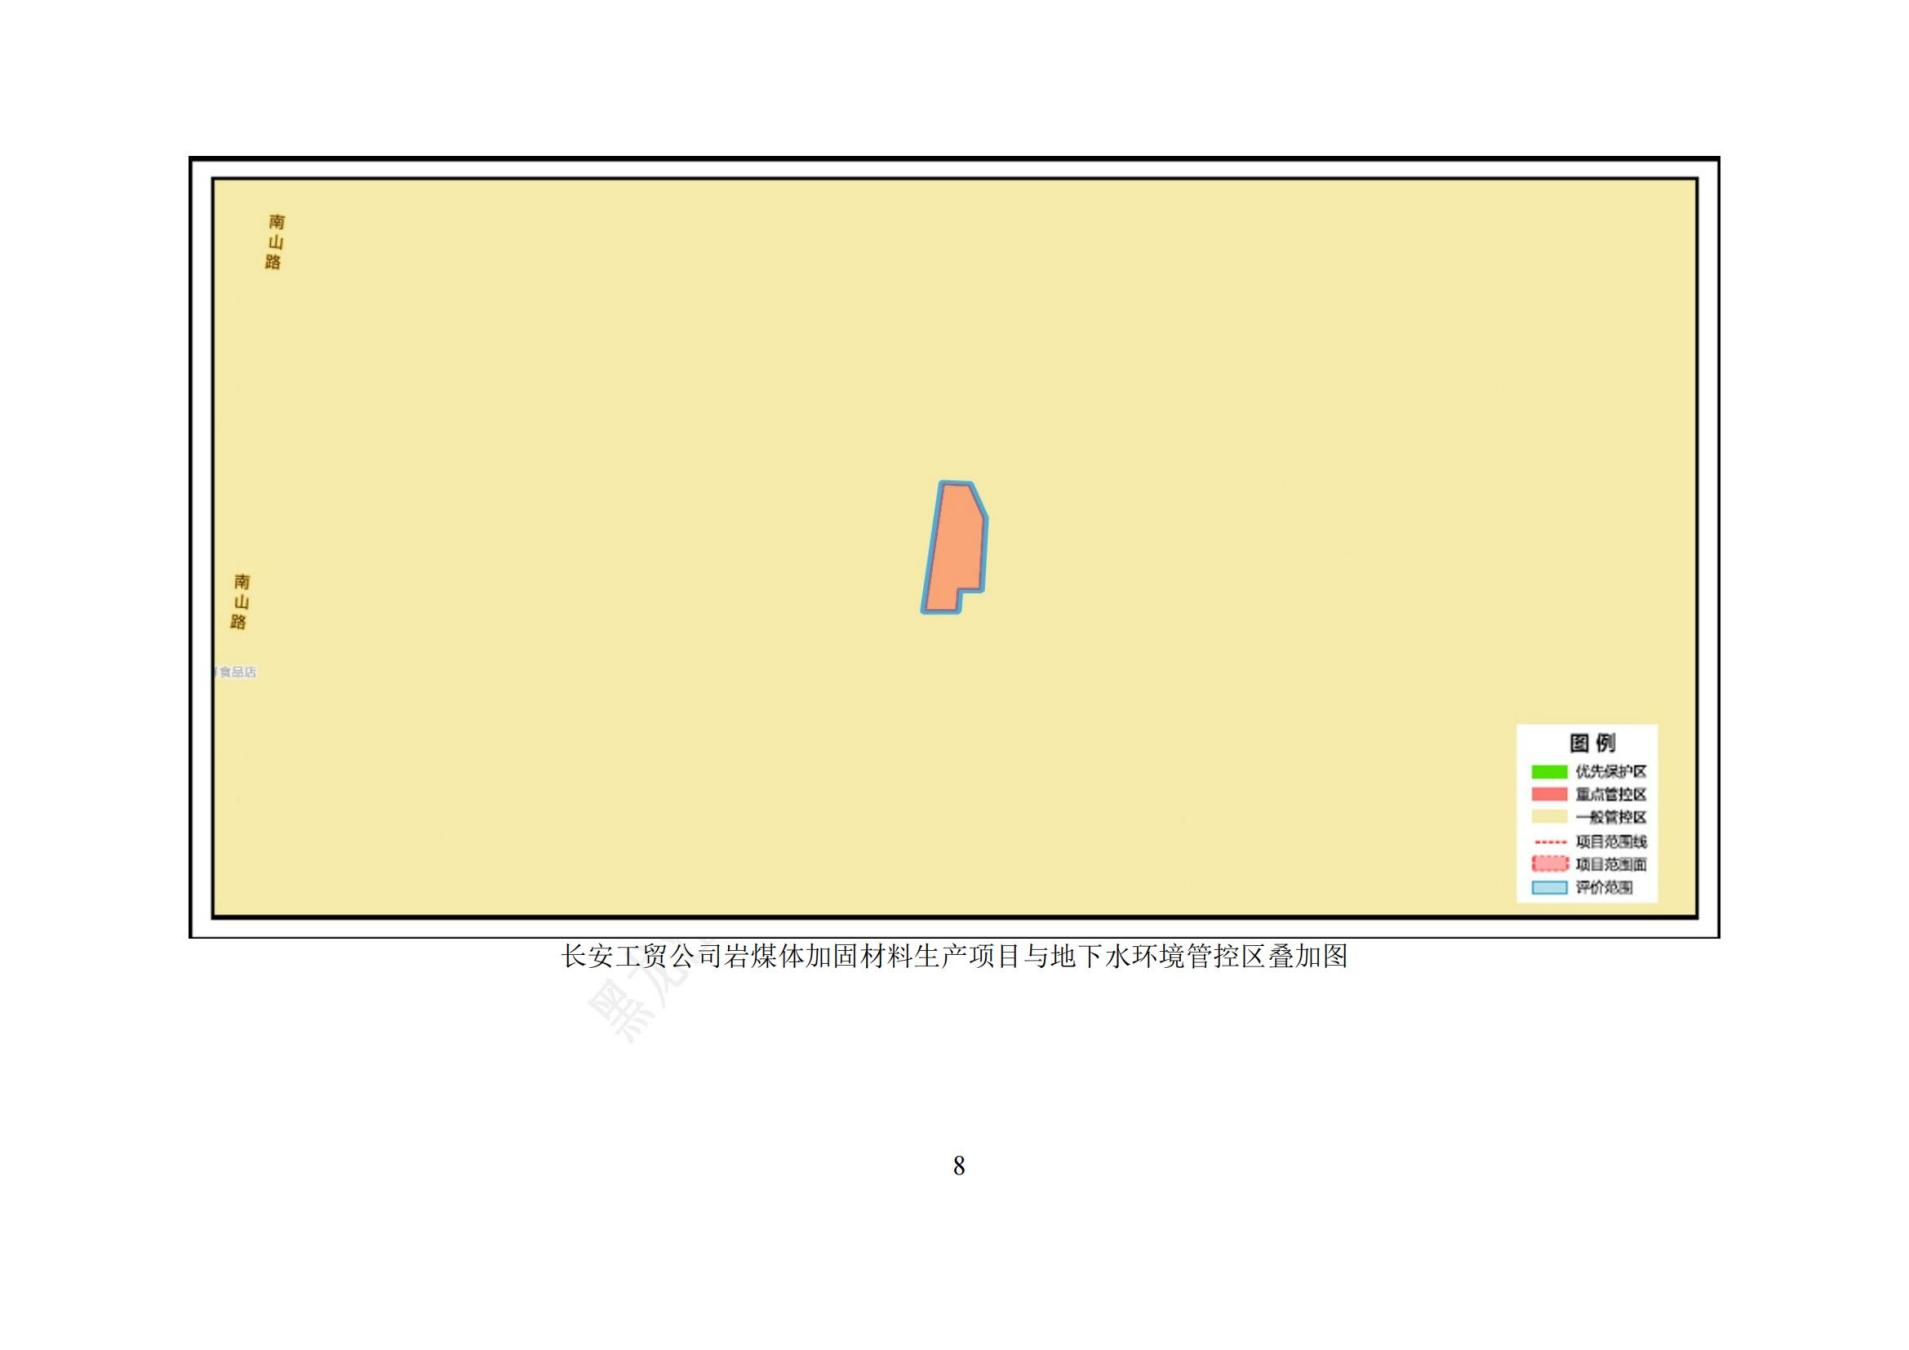 南山路
南山路
食品店
图例
优先保护区
重点管控区
一般管控区
项目范围线
项目范围面
评价范围
长安工贸公司岩煤体加固材料生产项目与地下水环境管控区叠加图
黑龙
8